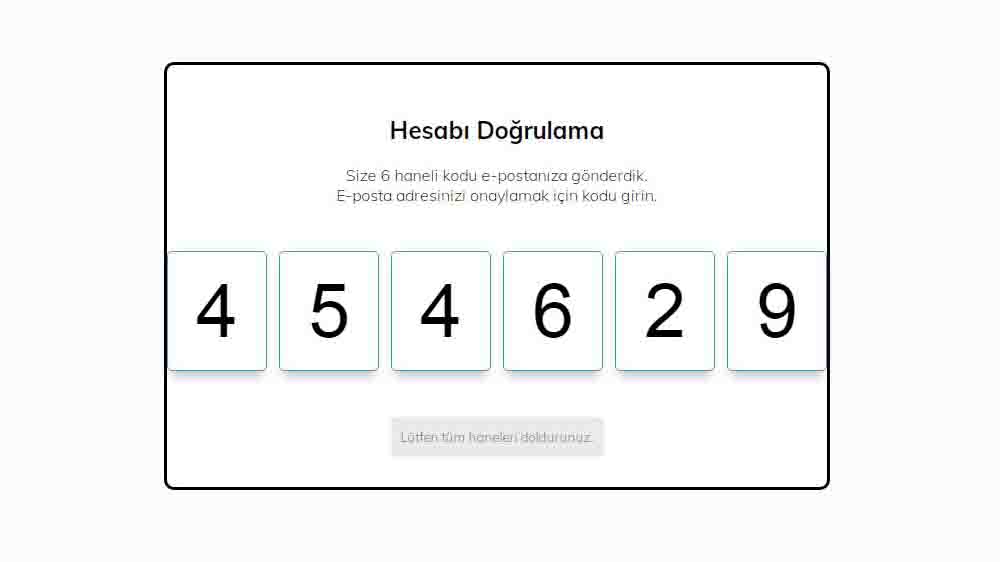 Hesabı Doğrulama
Size 6 haneli kodu e-postanıza gönderdik.
E-posta adresinizi onaylamak için kodu girin.
4 5 4 6 2 9
Lütfen tüm haneleri doldurunuz.